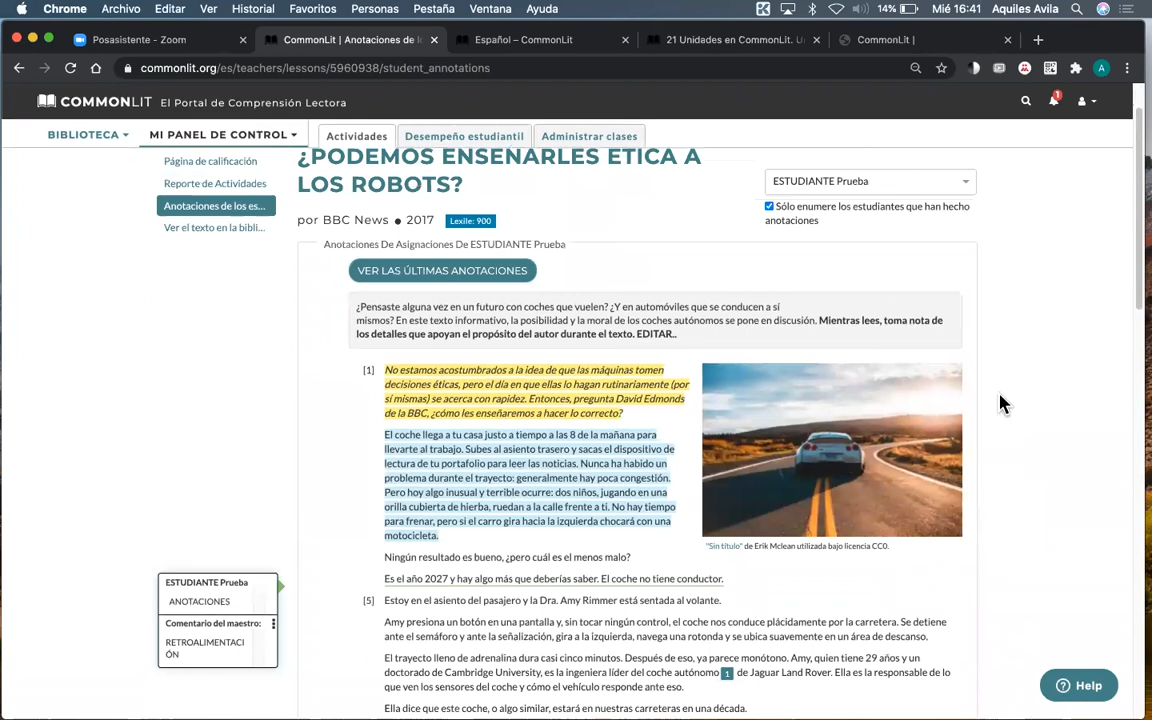 Chrome Archivo Editar Ver Historial Favoritos Personas Pestaña Ventana Ayuda 14% Mié 16:41 Aquiles Avila
Posasistente - Zoom × CommonLit | Anotaciones de l × Español – CommonLit × 21 Unidades en CommonLit. U × CommonLit | × +
commonlit.org/es/teachers/lessons/5960938/student_annotations A
COMMONLIT El Portal de Comprensión Lectora 1
BIBLIOTECA MI PANEL DE CONTROL Actividades Desempeño estudiantil Administrar clases
Página de calificación
Reporte de Actividades
Anotaciones de los es...
Ver el texto en la bibli...
¿PODEMOS ENSEÑARLES ÉTICA A
LOS ROBOTS?
por BBC News ● 2017 Lexile: 900
ESTUDIANTE Prueba
Sólo enumere los estudiantes que han hecho
anotaciones
Anotaciones De Asignaciones De ESTUDIANTE Prueba
VER LAS ÚLTIMAS ANOTACIONES
¿Pensaste alguna vez en un futuro con coches que vuelen? ¿Y en automóviles que se conducen a sí
mismos? En este texto informativo, la posibilidad y la moral de los coches autónomos se pone en discusión. Mientras lees, toma nota de
los detalles que apoyan el propósito del autor durante el texto. EDITAR..
[1] No estamos acostumbrados a la idea de que las máquinas tomen
decisiones éticas, pero el día en que ellas lo hagan rutinariamente (por
sí mismas) se acerca con rapidez. Entonces, pregunta David Edmonds
de la BBC, ¿cómo les enseñaremos a hacer lo correcto?
El coche llega a tu casa justo a tiempo a las 8 de la mañana para
llevarte al trabajo. Subes al asiento trasero y sacas el dispositivo de
lectura de tu portafolio para leer las noticias. Nunca ha habido un
problema durante el trayecto: generalmente hay poca congestión.
Pero hoy algo inusual y terrible ocurre: dos niños, jugando en una
orilla cubierta de hierba, ruedan a la calle frente a ti. No hay tiempo
para frenar, pero si el carro gira hacia la izquierda chocará con una
motocicleta.
"Sin título" de Erik Mclean utilizada bajo licencia CC0.
Ningún resultado es bueno, ¿pero cuál es el menos malo?
Es el año 2027 y hay algo más que deberías saber. El coche no tiene conductor.
[5] Estoy en el asiento del pasajero y la Dra. Amy Rimmer está sentada al volante.
Amy presiona un botón en una pantalla y, sin tocar ningún control, el coche nos conduce plácidamente por la carretera. Se detiene
ante el semáforo y ante la señalización, gira a la izquierda, navega una rotonda y se ubica suavemente en un área de descanso.
El trayecto lleno de adrenalina dura casi cinco minutos. Después de eso, ya parece monótono. Amy, quien tiene 29 años y un
doctorado de Cambridge University, es la ingeniera líder del coche autónomo 1 de Jaguar Land Rover. Ella es la responsable de lo
que ven los sensores del coche y cómo el vehículo responde ante eso.
Ella dice que este coche, o algo similar, estará en nuestras carreteras en una década.
ESTUDIANTE Prueba
ANOTACIONES
Comentario del maestro:
RETROALIMENTACI
ÓN
Help